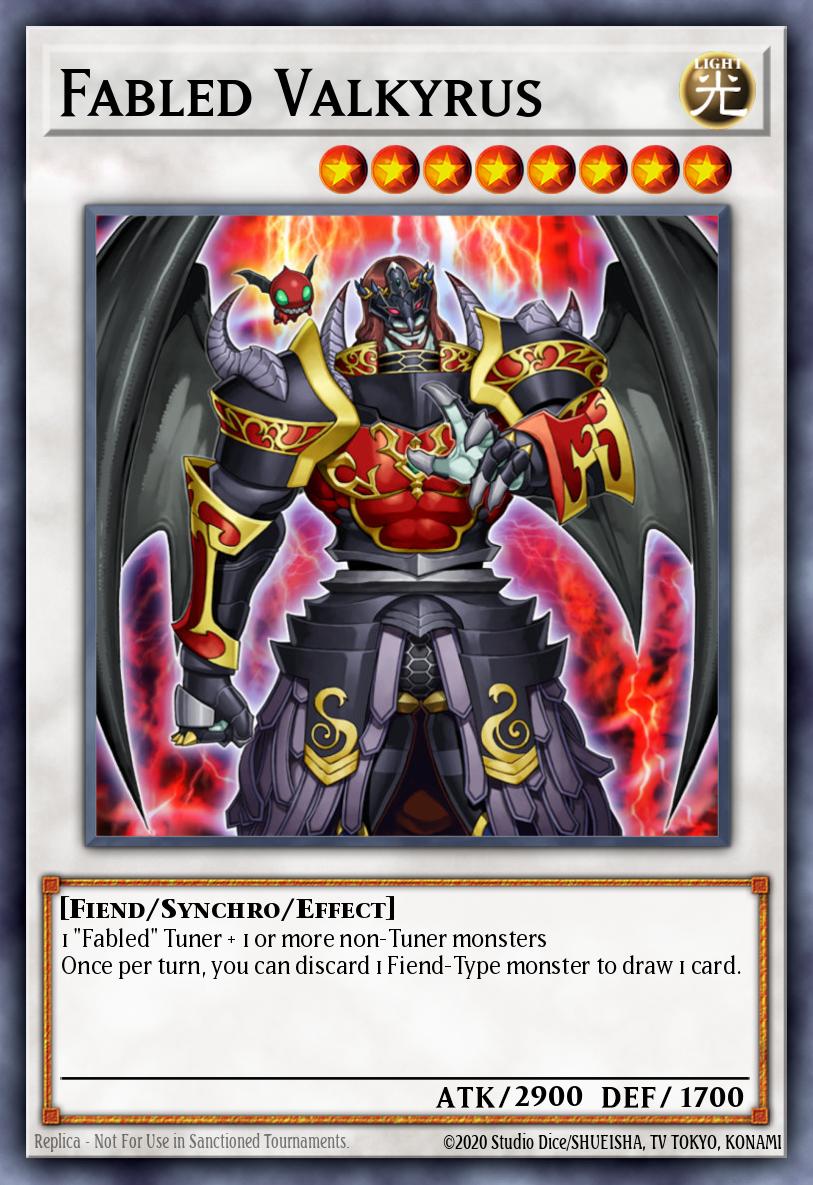 Fabled Valkyrus
LIGHT
光
[Fiend/Synchro/Effect]
1 "Fabled" Tuner + 1 or more non-Tuner monsters
Once per turn, you can discard 1 Fiend-Type monster to draw 1 card.
ATK/2900 DEF/1700
Replica - Not For Use in Sanctioned Tournaments.
©2020 Studio Dice/SHUEISHA, TV TOKYO, KONAMI